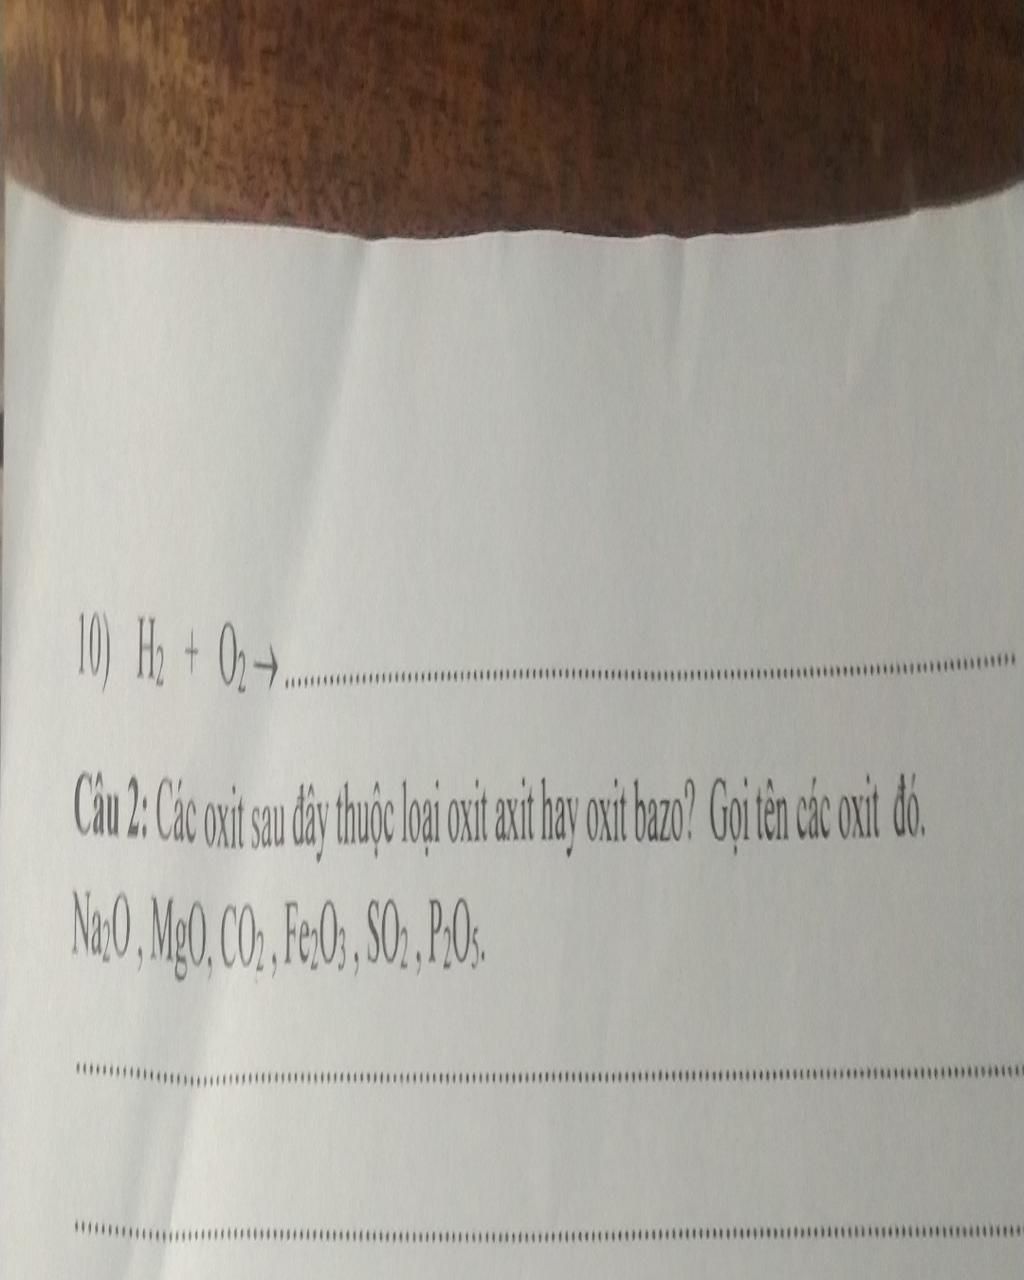 10) H₂ + O₂→..............................................................................................
Câu 2: Các oxit sau đây thuộc loại oxit axit hay oxit bazo? Gọi tên các oxit đó.
Na₂O , MgO, CO₂ , Fe₂O₃ , SO₂ , P₂O₅.